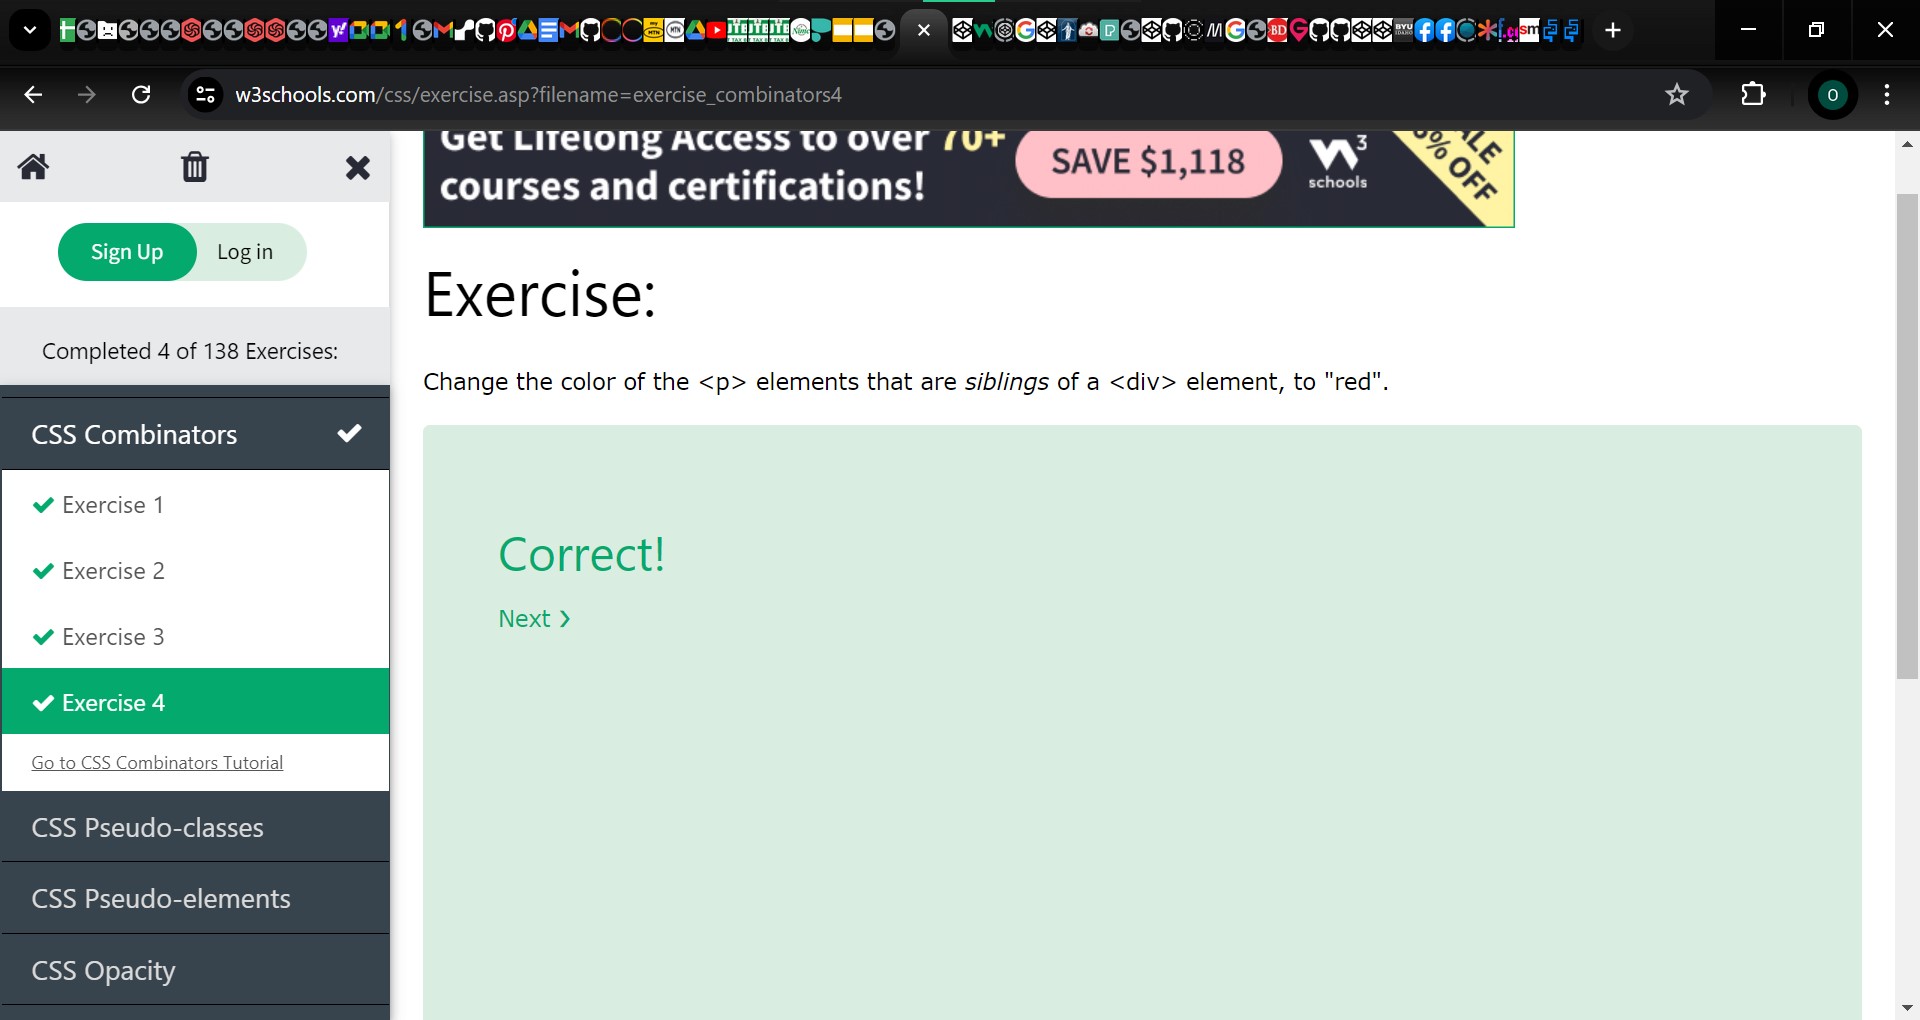 w3schools.com/css/exercise.asp?filename=exercise_combinators4
O
Get Lifelong Access to over 70+
courses and certifications!
SAVE $1,118
W3
schools
% OFF
Sign Up
Log in
Completed 4 of 138 Exercises:
CSS Combinators
Exercise 1
Exercise 2
Exercise 3
Exercise 4
Go to CSS Combinators Tutorial
CSS Pseudo-classes
CSS Pseudo-elements
CSS Opacity
Exercise:
Change the color of the <p> elements that are siblings of a <div> element, to "red".
Correct!
Next ❯